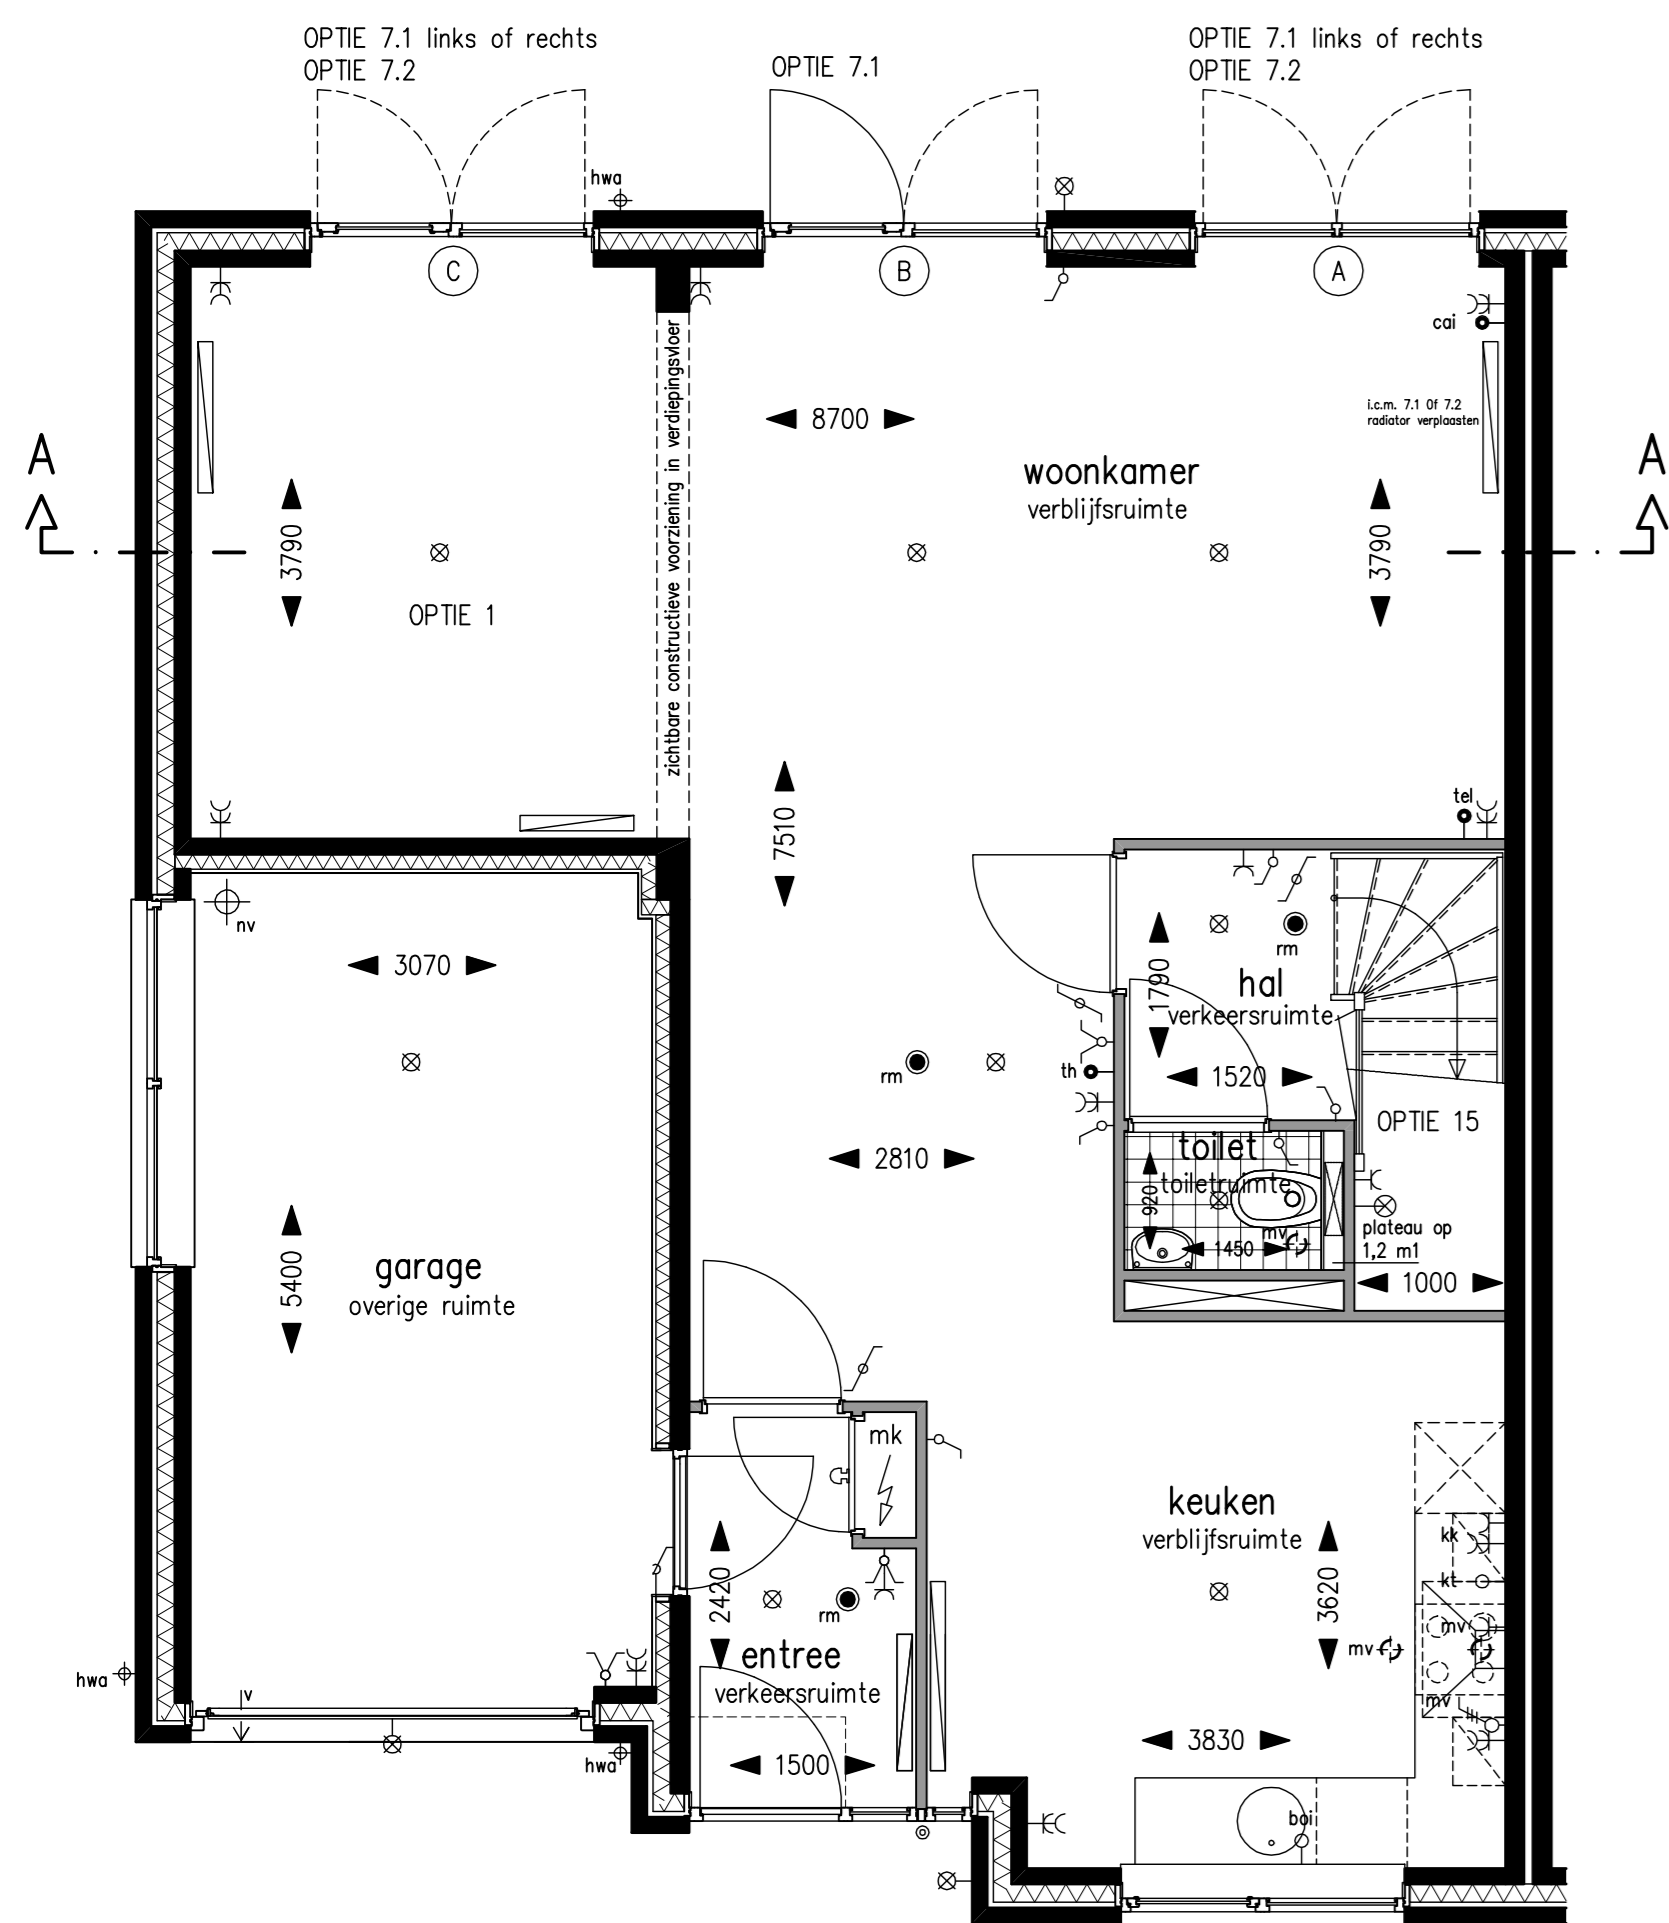 OPTIE 7.1 links of rechts
OPTIE 7.2
OPTIE 7.1
OPTIE 7.1 links of rechts
OPTIE 7.2
hwa
C
B
A
cai
zichtbare constructieve voorziening in verdiepingsvloer
8700
i.c.m. 7.1 Of 7.2
radiator verplaasten
A
A
woonkamer
verblijfsruimte
3790
3790
OPTIE 1
tel
7510
nv
3070
rm
1790
hal
verkeersruimte
rm
th
1520
OPTIE 15
2810
toilet
toiletruimte
920
mv
1450
plateau op
1,2 m1
1000
garage
overige ruimte
5400
mk
keuken
verblijfsruimte
kk
kt
2420
3620
rm
mv
mv
entree
verkeersruimte
hwa
v
mv
1500
3830
hwa
boi